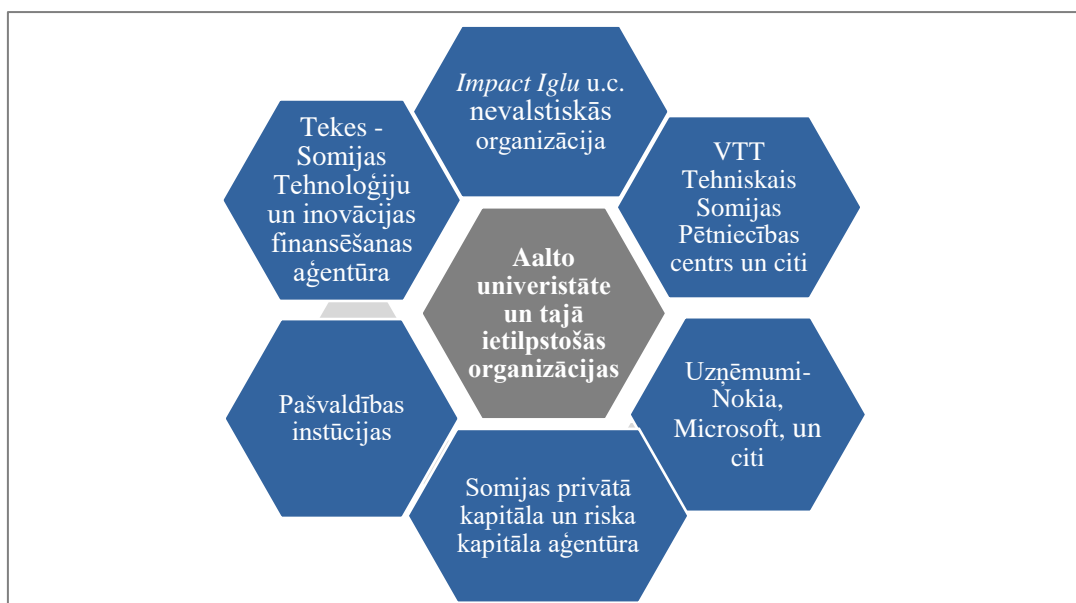 Impact Iglu u.c.
nevalstiskās
organizācija
Tekes -
Somijas
Tehnoloģiju
un inovācijas
finansēšanas
aģentūra
VTT
Tehniskais
Somijas
Pētniecības
centrs un citi
Aalto
univeristāte
un tajā
ietilpstošās
organizācijas
Pašvaldības
instūcijas
Uzņēmumi-
Nokia,
Microsoft, un
citi
Somijas privātā
kapitāla un riska
kapitāla aģentūra